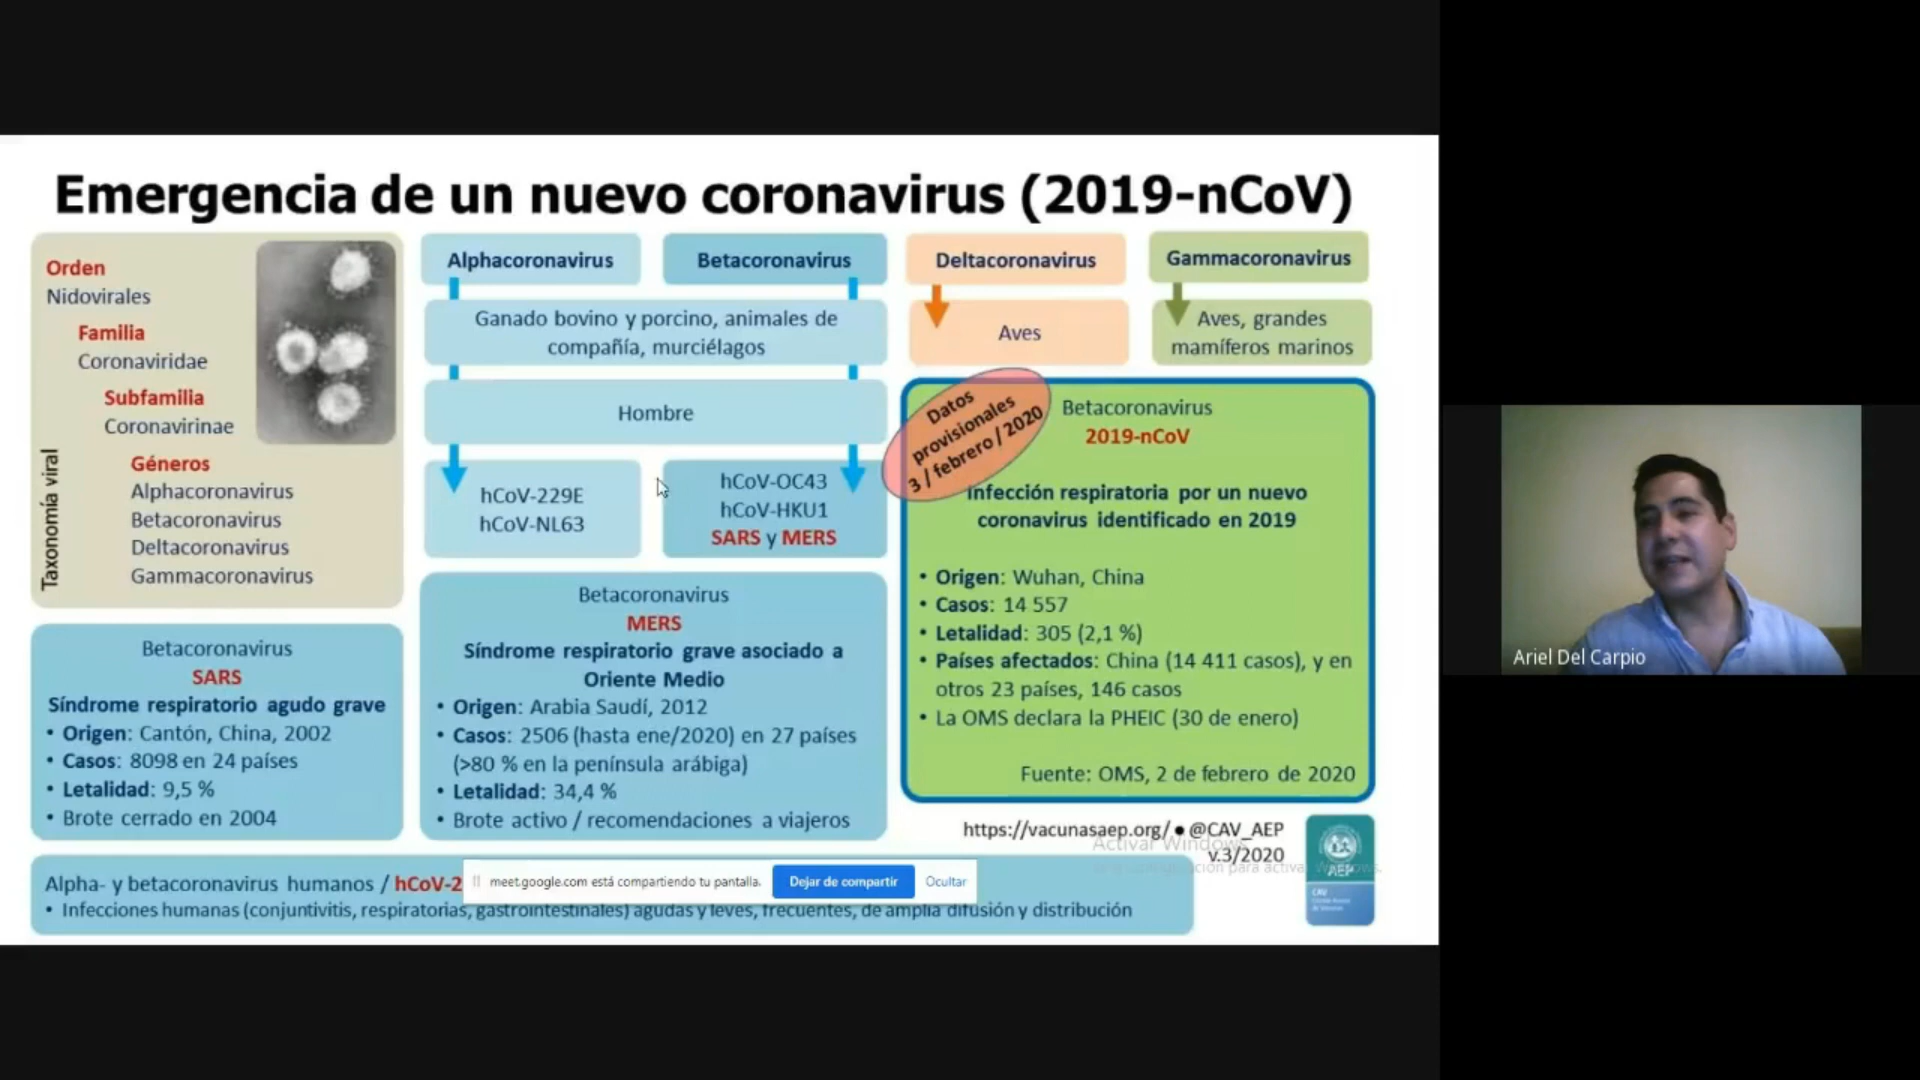 Emergencia de un nuevo coronavirus (2019-nCoV)
Orden
Nidovirales
Familia
Coronaviridae
Subfamilia
Coronavirinae
Géneros
Alphacoronavirus
Betacoronavirus
Deltacoronavirus
Gammacoronavirus
Taxonomía viral
Alphacoronavirus
Betacoronavirus
Deltacoronavirus
Gammacoronavirus
Ganado bovino y porcino, animales de
compañía, murciélagos
Aves
Aves, grandes
mamíferos marinos
Hombre
hCoV-229E
hCoV-NL63
hCoV-OC43
hCoV-HKU1
SARS y MERS
Datos
provisionales
3 / febrero / 2020
Betacoronavirus
2019-nCoV
Infección respiratoria por un nuevo
coronavirus identificado en 2019
• Origen: Wuhan, China
• Casos: 14 557
• Letalidad: 305 (2,1 %)
• Países afectados: China (14 411 casos), y en
otros 23 países, 146 casos
• La OMS declara la PHEIC (30 de enero)
Fuente: OMS, 2 de febrero de 2020
Betacoronavirus
SARS
Síndrome respiratorio agudo grave
• Origen: Cantón, China, 2002
• Casos: 8098 en 24 países
• Letalidad: 9,5 %
• Brote cerrado en 2004
Betacoronavirus
MERS
Síndrome respiratorio grave asociado a
Oriente Medio
• Origen: Arabia Saudí, 2012
• Casos: 2506 (hasta ene/2020) en 27 países
(>80 % en la península arábiga)
• Letalidad: 34,4 %
• Brote activo / recomendaciones a viajeros
https://vacunasaep.org/ • @CAV_AEP
v.3/2020
Activar Windows
AEP
CAV
Alpha- y betacoronavirus humanos / hCoV-2
• Infecciones humanas (conjuntivitis, respiratorias, gastrointestinales) agudas y leves, frecuentes, de amplia difusión y distribución
meet.google.com está compartiendo tu pantalla.
Dejar de compartir
Ocultar
Ariel Del Carpio